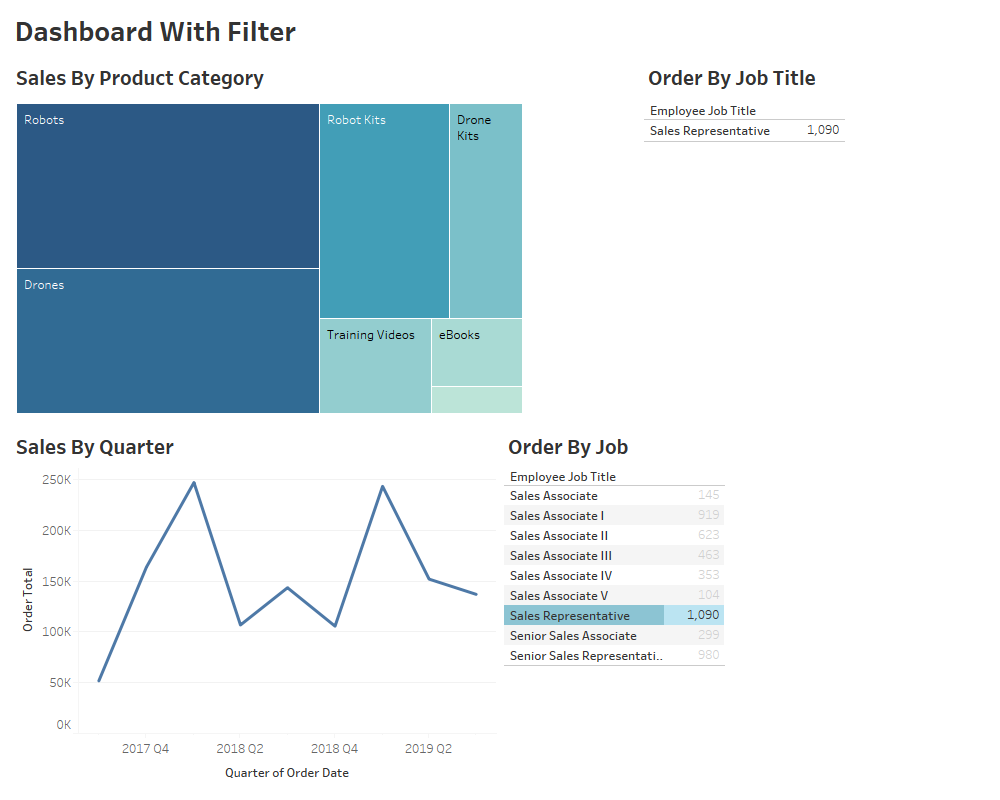 Dashboard With Filter
Sales By Product Category
Robots
Robot Kits
Drone
Kits
Drones
Training Videos
eBooks
Order By Job Title
Employee Job Title
Sales Representative 1,090
Sales By Quarter
Order Total
250K
200K
150K
100K
50K
0K
2017 Q4 2018 Q2 2018 Q4 2019 Q2
Quarter of Order Date
Order By Job
Employee Job Title
Sales Associate 145
Sales Associate I 919
Sales Associate II 623
Sales Associate III 463
Sales Associate IV 353
Sales Associate V 104
Sales Representative 1,090
Senior Sales Associate 299
Senior Sales Representati.. 980